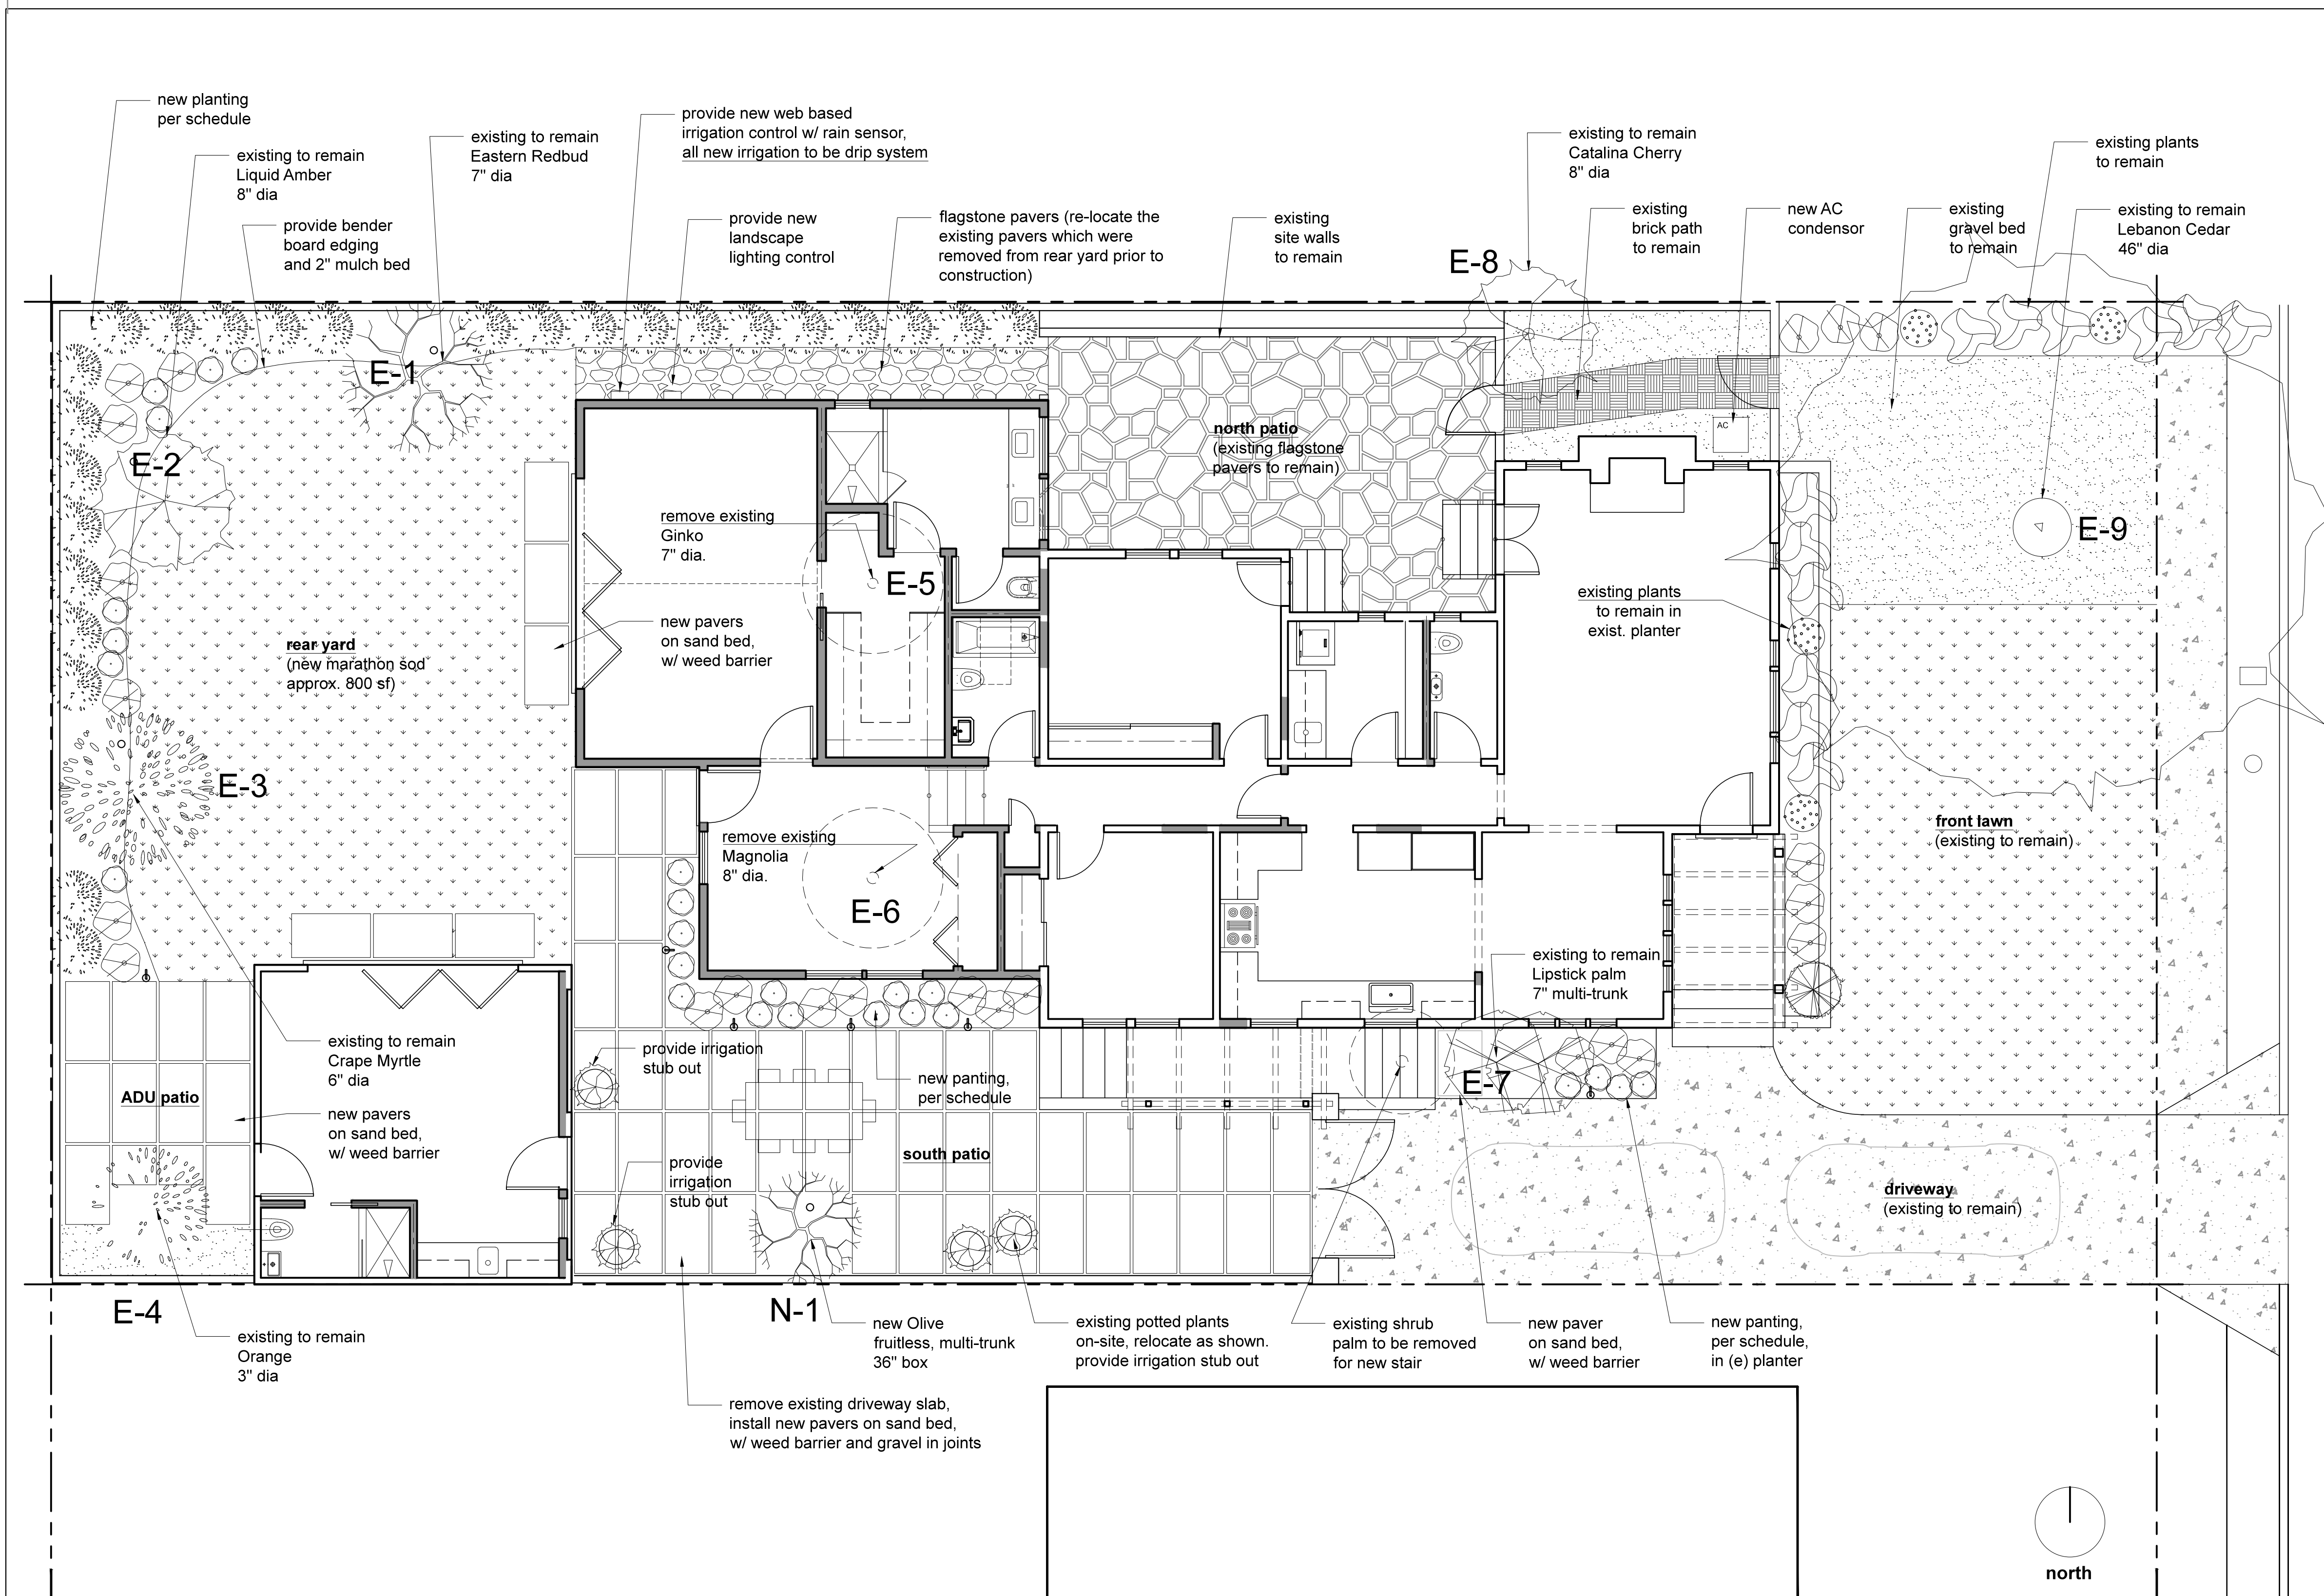 new planting
per schedule
existing to remain
Liquid Amber
8" dia
provide bender
board edging
and 2" mulch bed
existing to remain
Eastern Redbud
7" dia
provide new web based
irrigation control w/ rain sensor,
all new irrigation to be drip system
provide new
landscape
lighting control
flagstone pavers (re-locate the
existing pavers which were
removed from rear yard prior to
construction)
existing
site walls
to remain
existing to remain
Catalina Cherry
8" dia
E-8
existing
brick path
to remain
new AC
condensor
existing
gravel bed
to remain
existing plants
to remain
existing to remain
Lebanon Cedar
46" dia
E-1
E-2
north patio
(existing flagstone
pavers to remain)
AC
E-9
remove existing
Ginko
7" dia.
E-5
existing plants
to remain in
exist. planter
new pavers
on sand bed,
w/ weed barrier
rear yard
(new marathon sod
approx. 800 sf)
E-3
remove existing
Magnolia
8" dia.
E-6
front lawn
(existing to remain)
existing to remain
Lipstick palm
7" multi-trunk
E-7
existing to remain
Crape Myrtle
6" dia
provide irrigation
stub out
new panting,
per schedule
ADU patio
new pavers
on sand bed,
w/ weed barrier
south patio
provide
irrigation
stub out
driveway
(existing to remain)
E-4
existing to remain
Orange
3" dia
N-1
new Olive
fruitless, multi-trunk
36" box
existing potted plants
on-site, relocate as shown.
provide irrigation stub out
existing shrub
palm to be removed
for new stair
new paver
on sand bed,
w/ weed barrier
new panting,
per schedule,
in (e) planter
remove existing driveway slab,
install new pavers on sand bed,
w/ weed barrier and gravel in joints
north